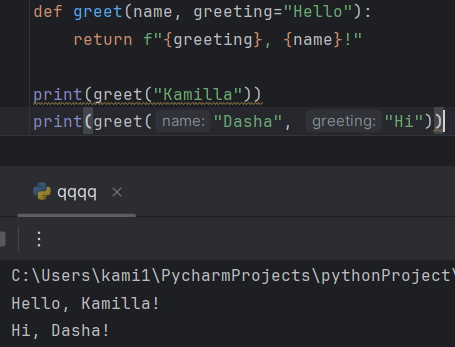 def greet(name, greeting="Hello"):
return f"{greeting}, {name}!"
print(greet("Kamilla"))
print(greet( name: "Dasha", greeting: "Hi"))
qqqq
C:\Users\kami1\PycharmProjects\pythonProject\
Hello, Kamilla!
Hi, Dasha!